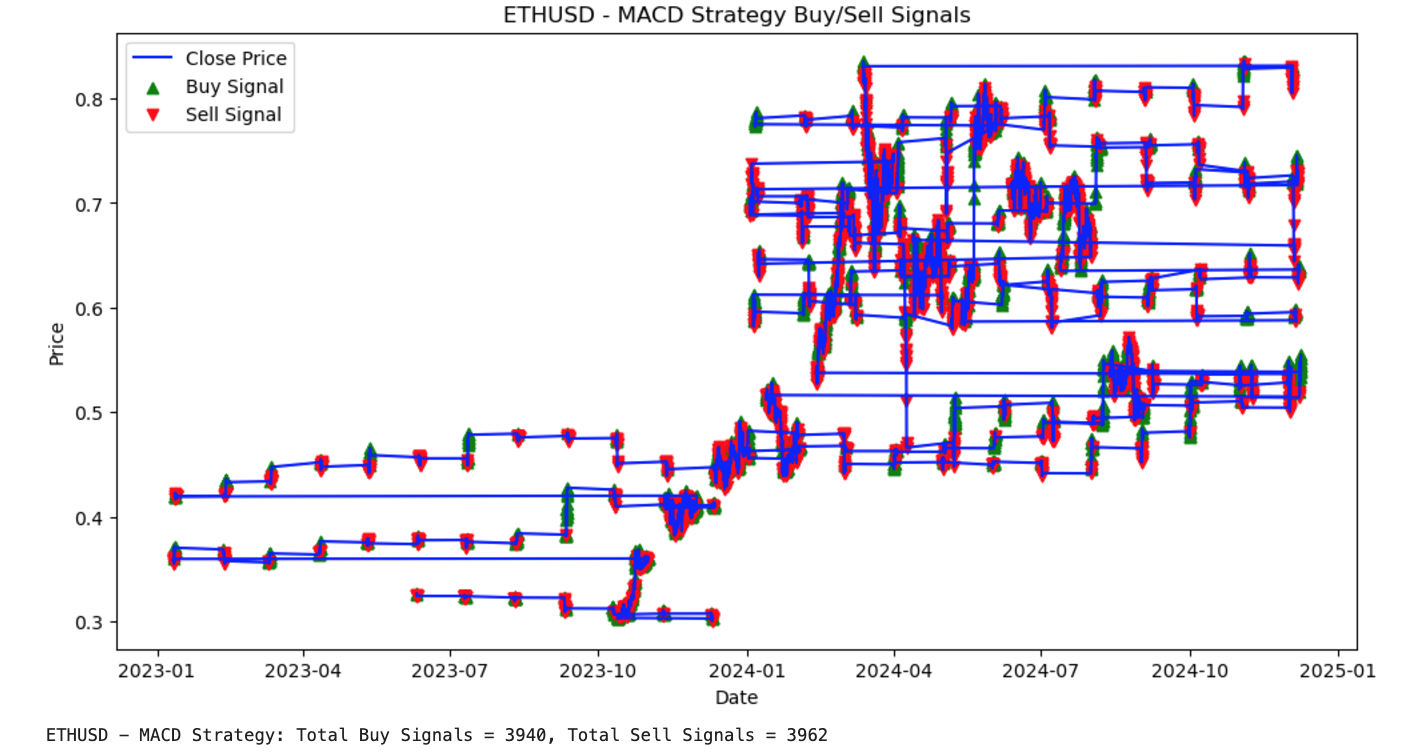 ETHUSD - MACD Strategy Buy/Sell Signals
Close Price
Buy Signal
Sell Signal
0.8
0.7
0.6
0.5
0.4
0.3
Price
2023-01 2023-04 2023-07 2023-10 2024-01 2024-04 2024-07 2024-10 2025-01
Date
ETHUSD – MACD Strategy: Total Buy Signals = 3940, Total Sell Signals = 3962